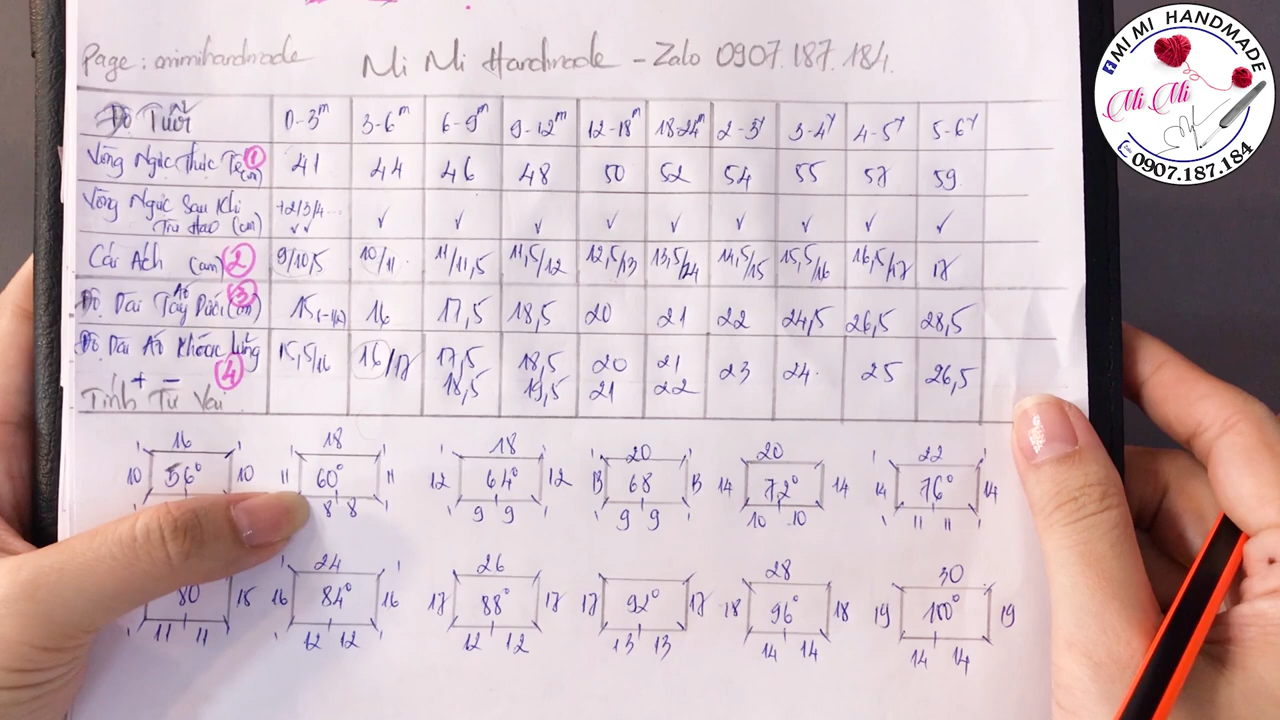 Page: mimihandmade Mi Mi Handmade - Zalo 0907.187.184.
MI MI HANDMADE
Mi Mi
0907.187.184
Độ Tuổi 0-3m 3-6m 6-9m 9-12m 12-18m 18-24m 2-3y 3-4y 4-5y 5-6y
Vòng Ngực Thực Tế (cm) 1 41 44 46 48 50 52 54 55 57 59
Vòng Ngực Sau Khi +2/3/4...
Trừ Hao (cm) ✓✓ ✓ ✓ ✓ ✓ ✓ ✓ ✓ ✓ ✓
Cái Ách (cm) 2 9/10,5 10/11 11/11,5 11,5/12 12,5/13 13,5/14 14,5/15 15,5/16 16,5/17 17
Độ Dài Tay Áo Dưới (cm) 3 15 16 17,5 18,5 20 21 22 24,5 26,5 28,5
Độ Dài Áo Khoác Lửng 4 15,5/16 16/17 17,5 18,5 20 21 23 24 25 26,5
18,5 19,5 21 22
+ -
Tính Từ Vai
16 18 18 20 20 22
10 56° 10 11 60° 11 12 64° 12 13 68 13 14 72° 14 14 76° 14
8 8 9 9 9 9 10 10 11 11
24 26 28 30
80 15 16 84° 16 17 88° 17 17 92° 17 18 96° 18 19 100° 19
11 11 12 12 12 12 13 13 14 14 14 14